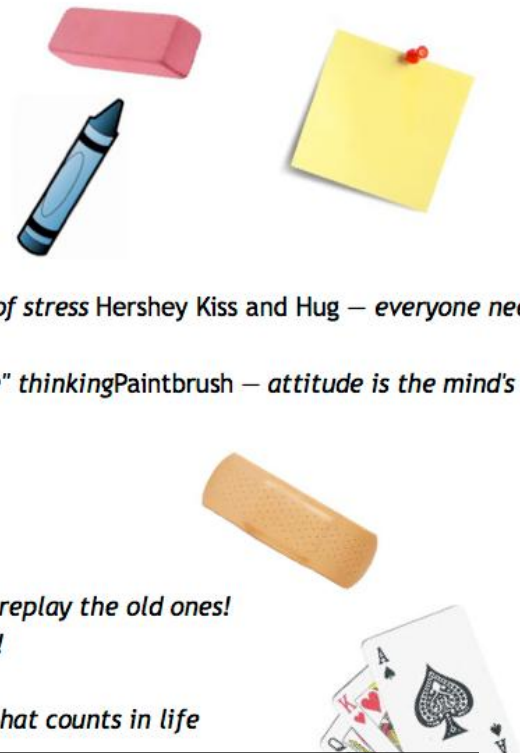 of stress Hershey Kiss and Hug — everyone
" thinkingPaintbrush — attitude is the mind's
replay the old ones!
!
hat counts in life
A
K
Q
A